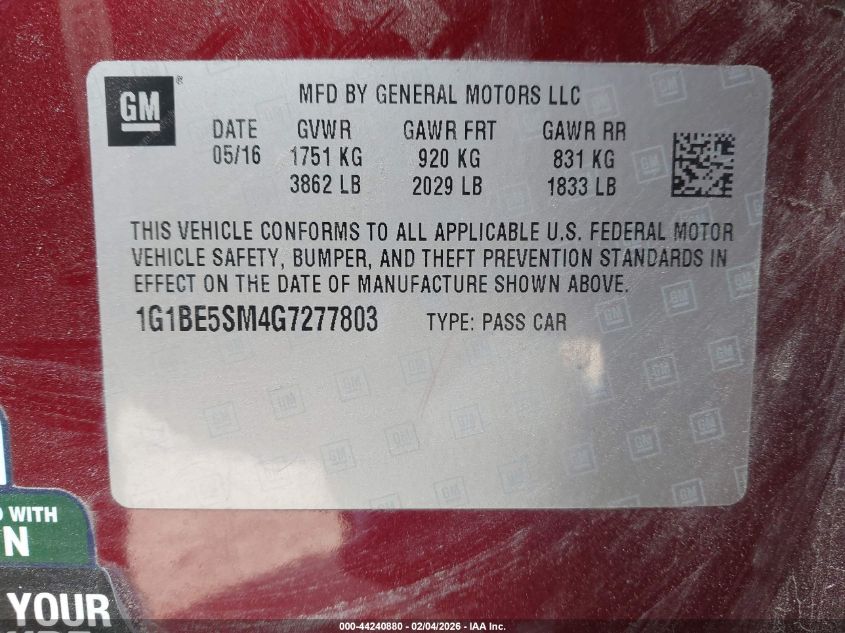 GM ®
MFD BY GENERAL MOTORS LLC
DATE GVWR GAWR FRT GAWR RR
05/16 1751 KG 920 KG 831 KG
3862 LB 2029 LB 1833 LB
THIS VEHICLE CONFORMS TO ALL APPLICABLE U.S. FEDERAL MOTOR
VEHICLE SAFETY, BUMPER, AND THEFT PREVENTION STANDARDS IN
EFFECT ON THE DATE OF MANUFACTURE SHOWN ABOVE.
1G1BE5SM4G7277803 TYPE: PASS CAR
WITH
N
YOUR
000-44240880 - 02/04/2026 - IAA Inc.